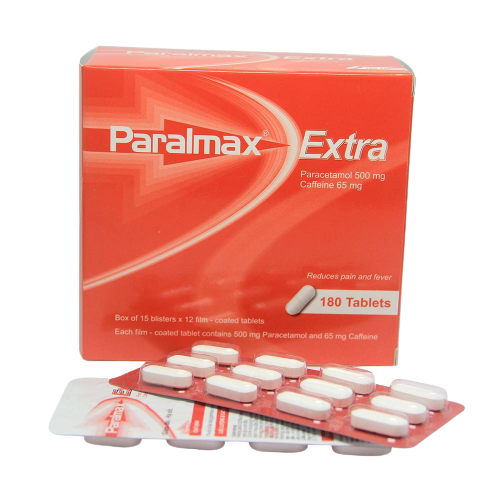 Paralmax® Extra
Paracetamol 500 mg
Caffeine 65 mg
Reduces pain and fever
180 Tablets
Box of 15 blisters x 12 film - coated tablets
Each film - coated tablet contains 500 mg Paracetamol and 65 mg Caffeine
Paralmax